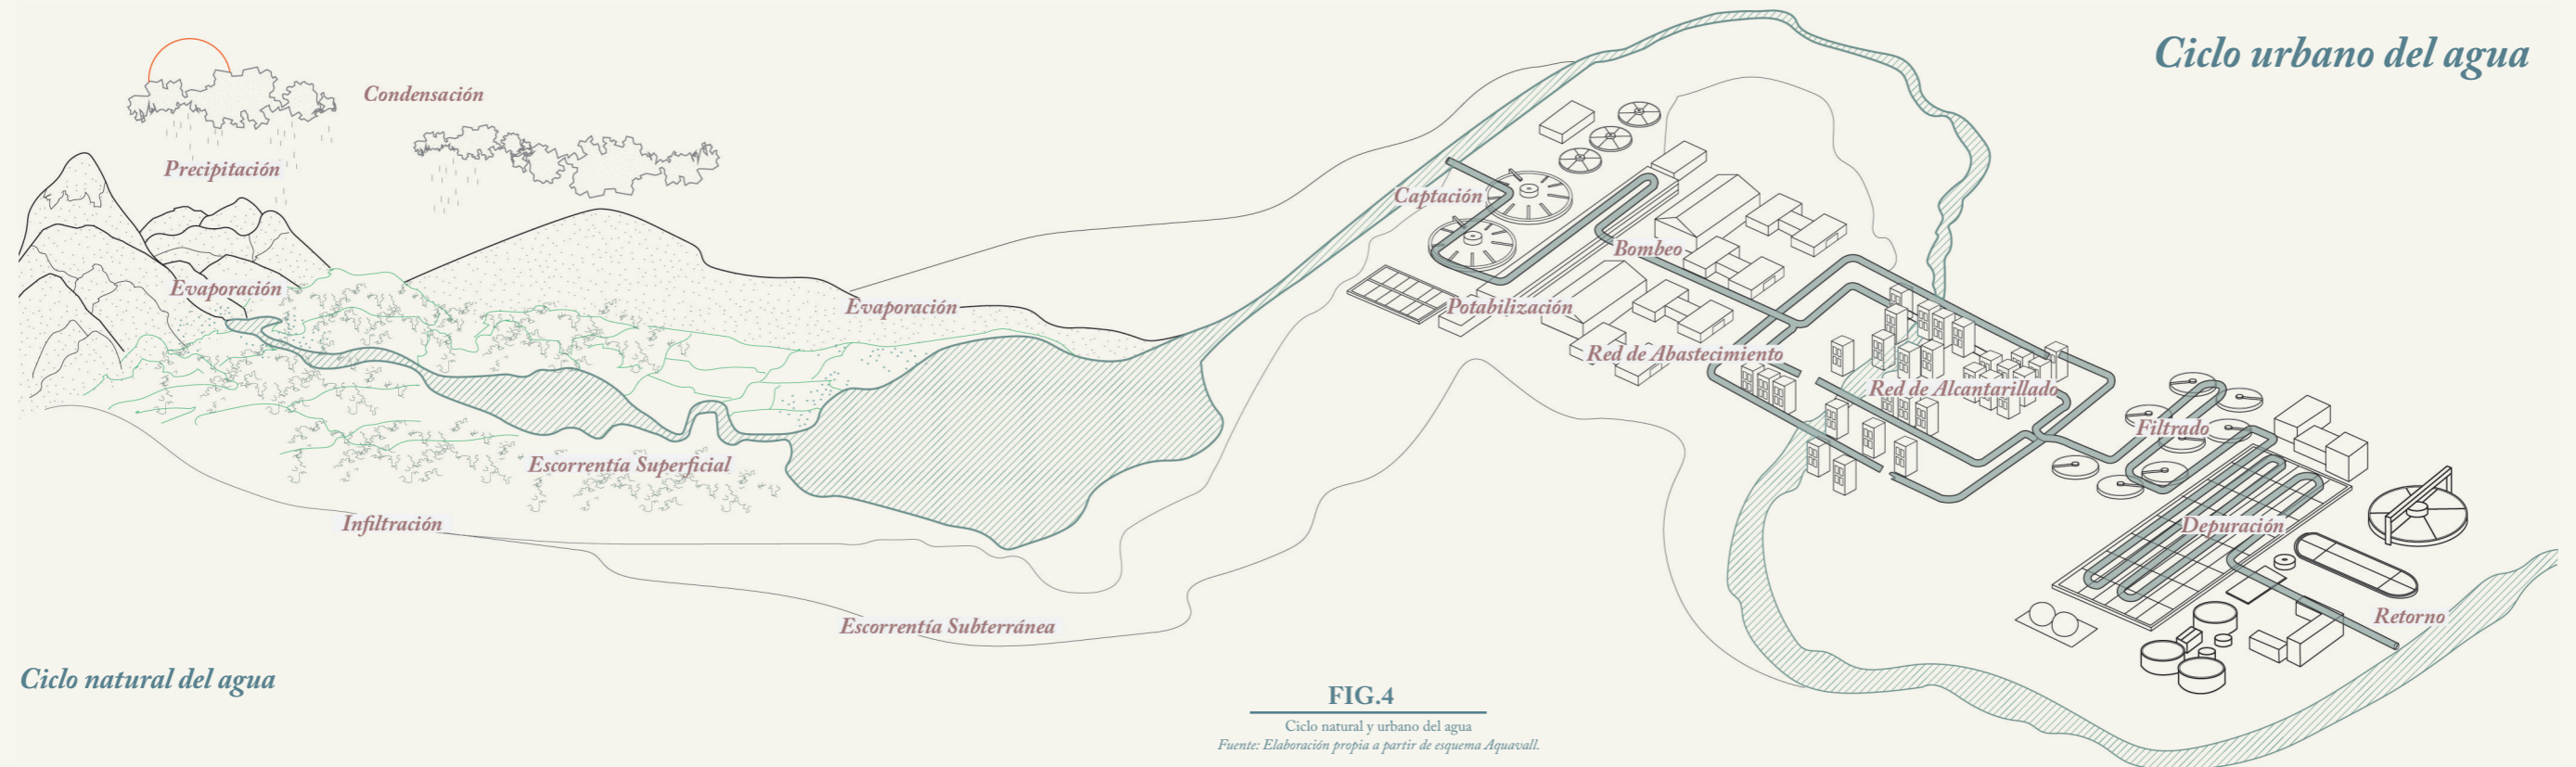 Ciclo urbano del agua
Condensación
Precipitación
Evaporación
Evaporación
Escorrentía Superficial
Infiltración
Escorrentía Subterránea
Ciclo natural del agua
Captación
Bombeo
Potabilización
Red de Abastecimiento
Red de Alcantarillado
Filtrado
Depuración
Retorno
FIG.4
Ciclo natural y urbano del agua
Fuente: Elaboración propia a partir de esquema Aquavall.